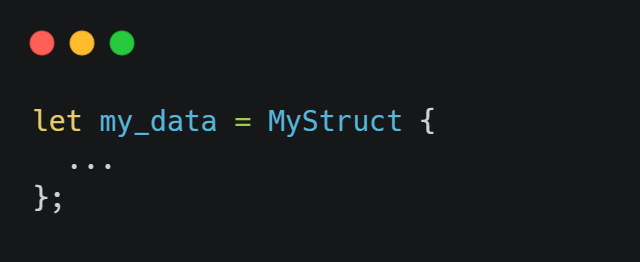 let my_data = MyStruct {
  ...
};